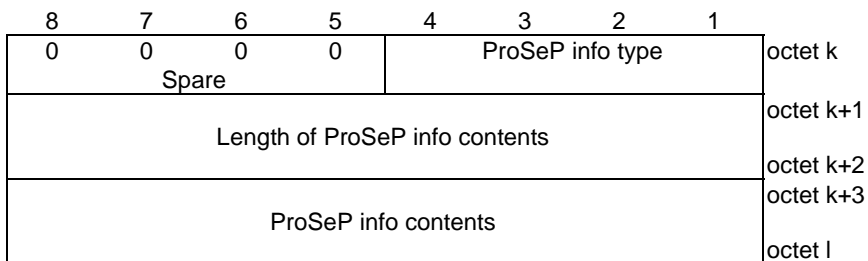 8 7 6 5 4 3 2 1
0 0 0 0 ProSeP info type octet k
Spare
octet k+1
Length of ProSeP info contents
octet k+2
octet k+3
ProSeP info contents
octet l